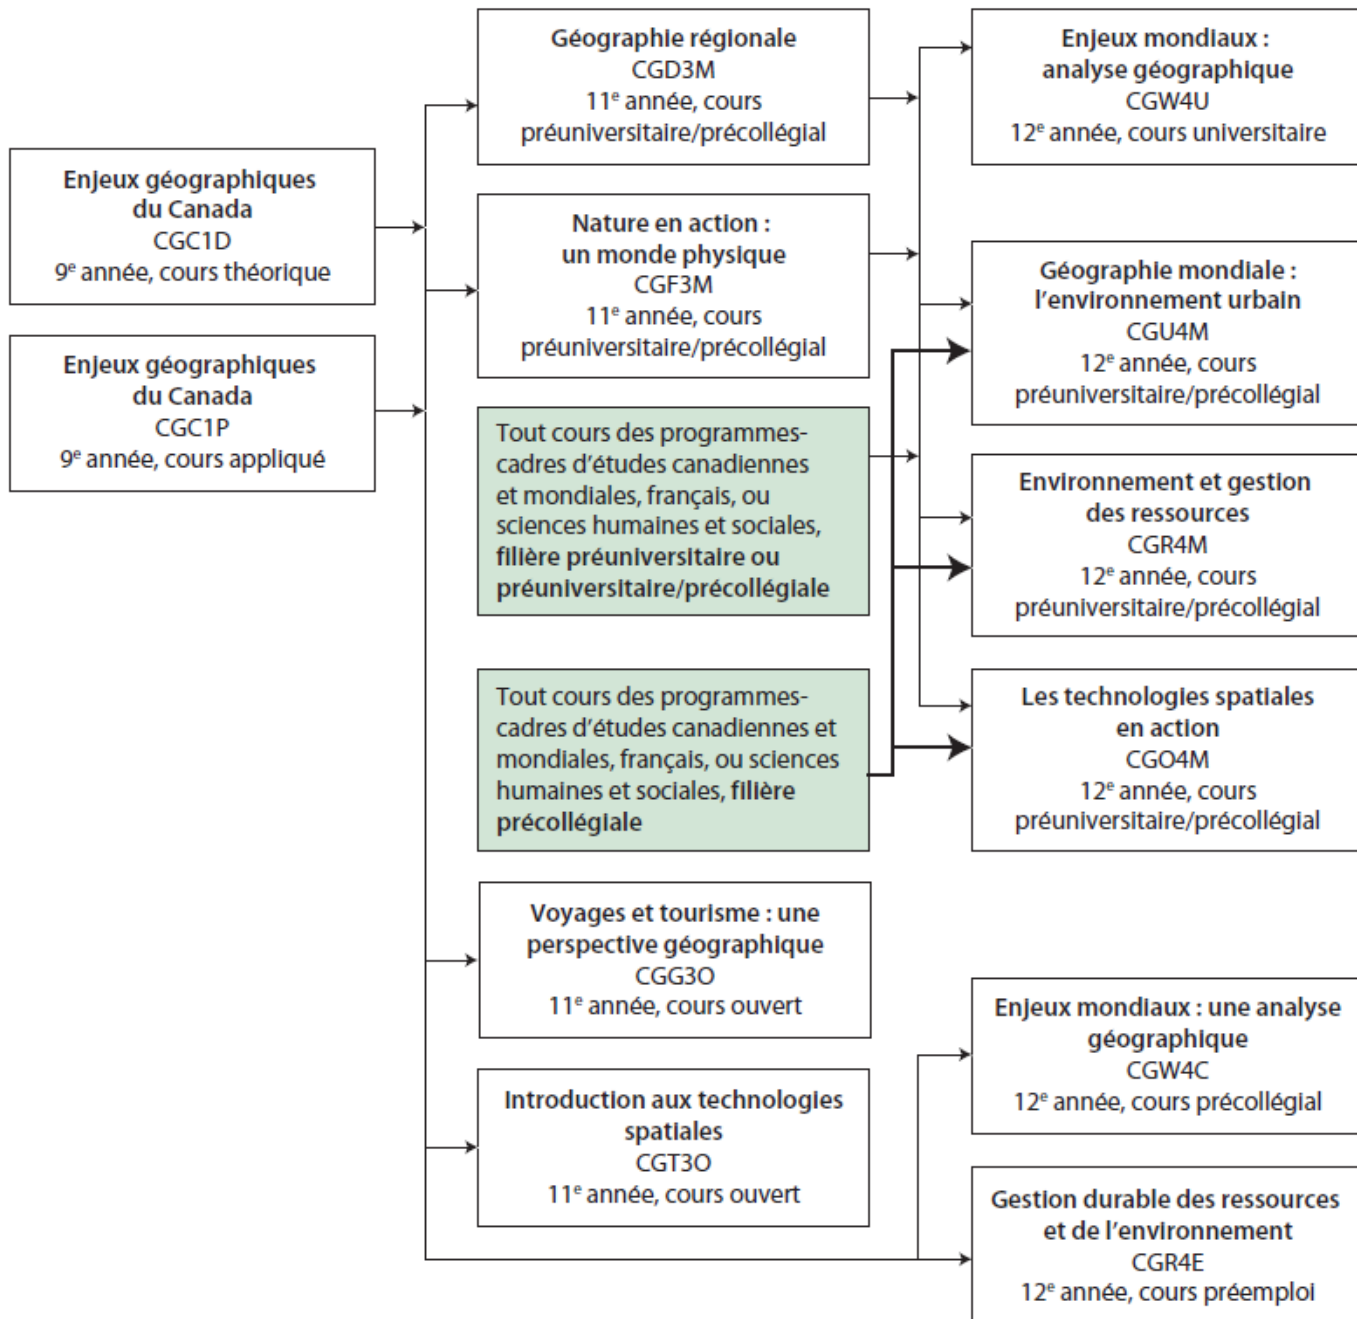 Enjeux géographiques
du Canada
CGC1D
9e année, cours théorique
Enjeux géographiques
du Canada
CGC1P
9e année, cours appliqué
Géographie régionale
CGD3M
11e année, cours
préuniversitaire/précollégial
Nature en action :
un monde physique
CGF3M
11e année, cours
préuniversitaire/précollégial
Tout cours des programmes-
cadres d’études canadiennes
et mondiales, français, ou
sciences humaines et sociales,
filière préuniversitaire ou
préuniversitaire/précollégiale
Tout cours des programmes-
cadres d’études canadiennes et
mondiales, français, ou sciences
humaines et sociales, filière
précollégiale
Voyages et tourisme : une
perspective géographique
CGG3O
11e année, cours ouvert
Introduction aux technologies
spatiales
CGT3O
11e année, cours ouvert
Enjeux mondiaux :
analyse géographique
CGW4U
12e année, cours universitaire
Géographie mondiale :
l’environnement urbain
CGU4M
12e année, cours
préuniversitaire/précollégial
Environnement et gestion
des ressources
CGR4M
12e année, cours
préuniversitaire/précollégial
Les technologies spatiales
en action
CGO4M
12e année, cours
préuniversitaire/précollégial
Enjeux mondiaux : une analyse
géographique
CGW4C
12e année, cours précollégial
Gestion durable des ressources
et de l’environnement
CGR4E
12e année, cours préemploi